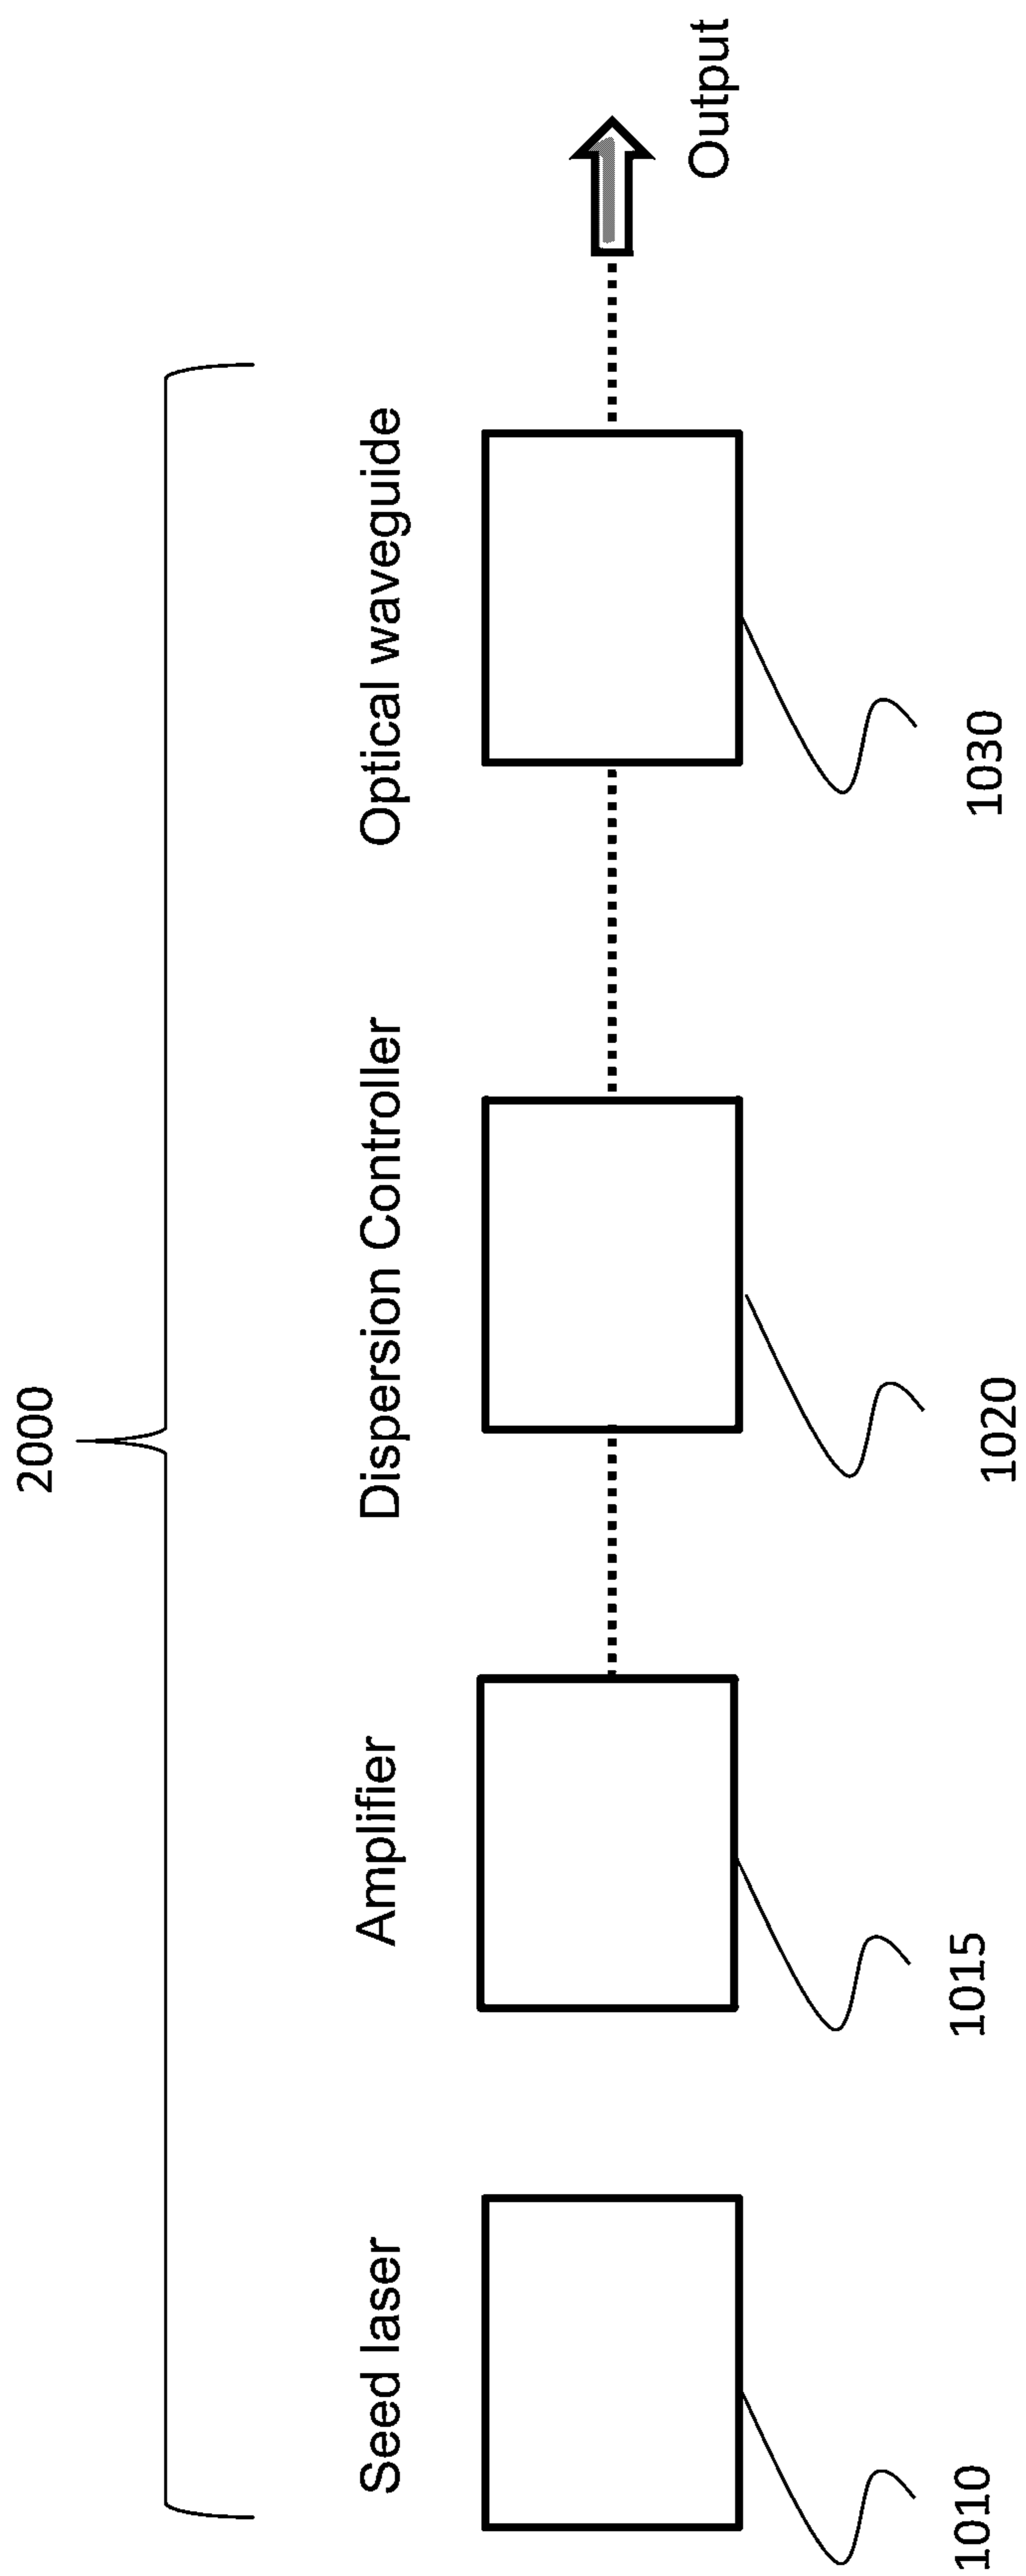 2000
Seed laser
Amplifier
Dispersion Controller
Optical waveguide
Output
1010
1015
1020
1030